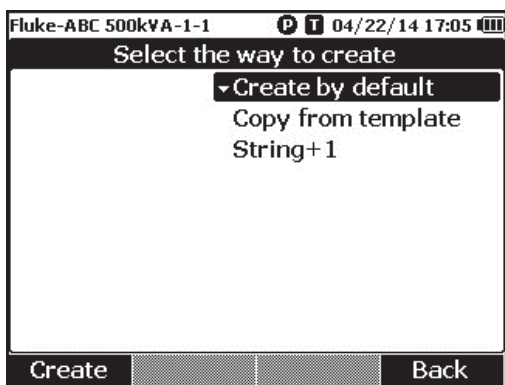 Fluke-ABC 500kVA-1-1 P T 04/22/14 17:05
Select the way to create
Create by default
Copy from template
String+1
Create Back